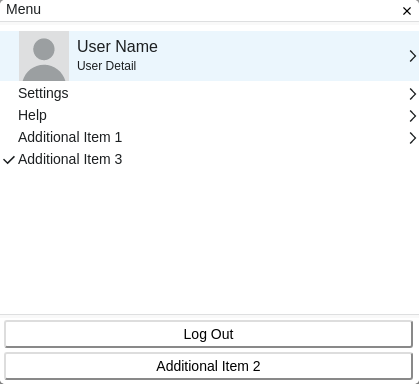 Menu
User Name
User Detail
Settings
Help
Additional Item 1
Additional Item 3
Log Out
Additional Item 2